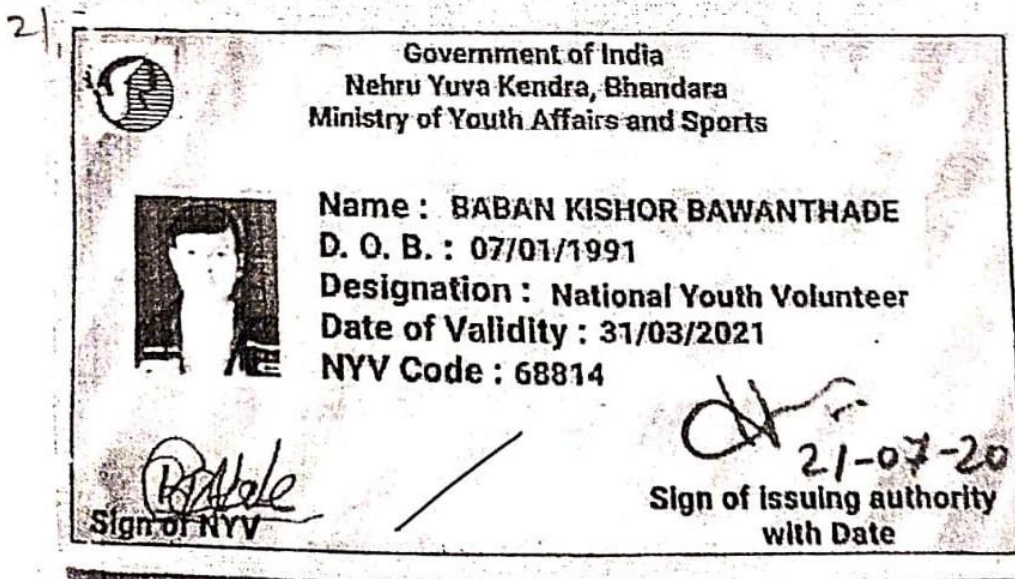 2/
Government of India
Nehru Yuva Kendra, Bhandara
Ministry of Youth Affairs and Sports
Name : BABAN KISHOR BAWANTHADE
D. O. B. : 07/01/1991
Designation : National Youth Volunteer
Date of Validity : 31/03/2021
NYV Code : 68814
21-07-20
Sign of NYV
Sign of issuing authority
with Date